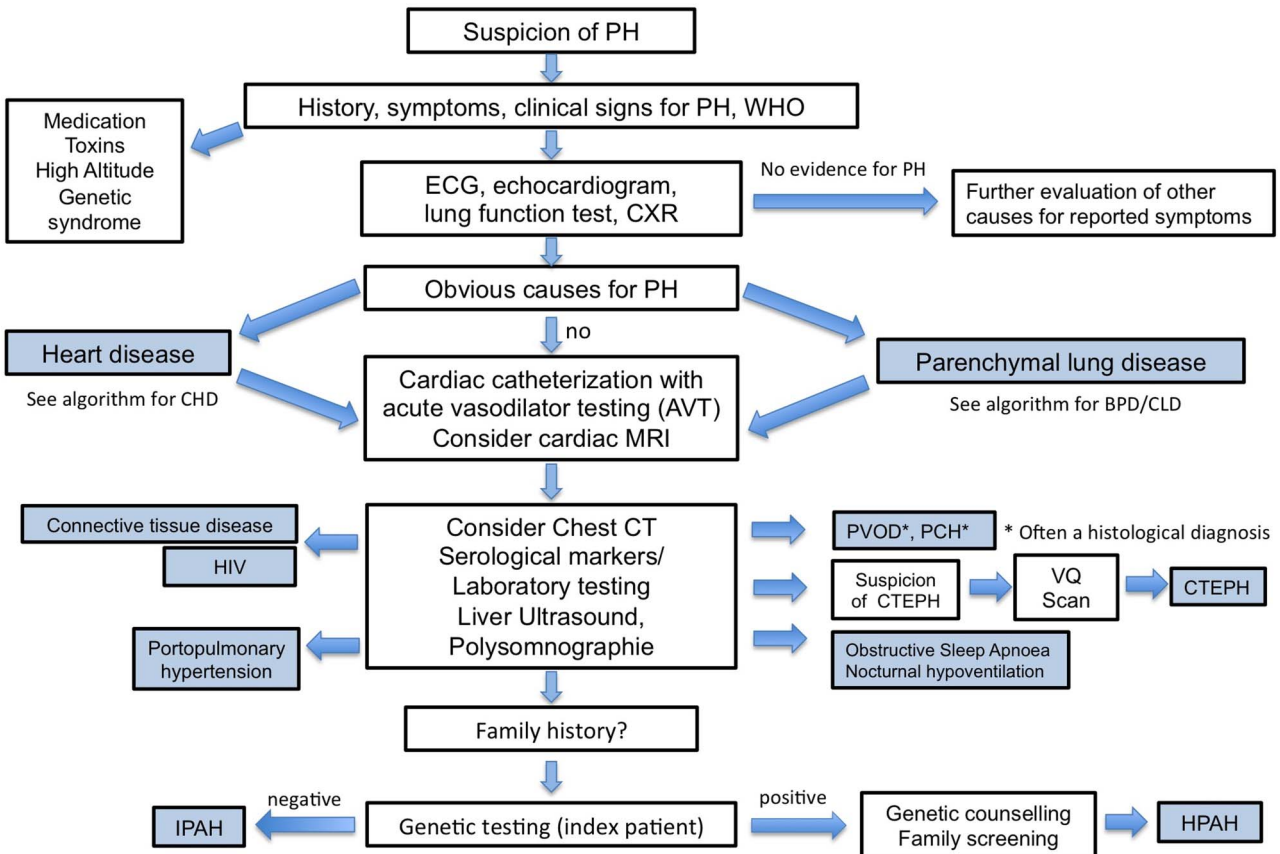 Suspicion of PH
History, symptoms, clinical signs for PH, WHO
Medication
Toxins
High Altitude
Genetic
syndrome
ECG, echocardiogram,
lung function test, CXR
No evidence for PH
Further evaluation of other
causes for reported symptoms
Obvious causes for PH
no
Heart disease
See algorithm for CHD
Parenchymal lung disease
See algorithm for BPD/CLD
Cardiac catheterization with
acute vasodilator testing (AVT)
Consider cardiac MRI
Connective tissue disease
HIV
Portopulmonary
hypertension
Consider Chest CT
Serological markers/
Laboratory testing
Liver Ultrasound,
Polysomnographie
PVOD*, PCH*
* Often a histological diagnosis
Suspicion
of CTEPH
VQ
Scan
CTEPH
Obstructive Sleep Apnoea
Nocturnal hypoventilation
Family history?
Genetic testing (index patient)
negative
IPAH
positive
Genetic counselling
Family screening
HPAH